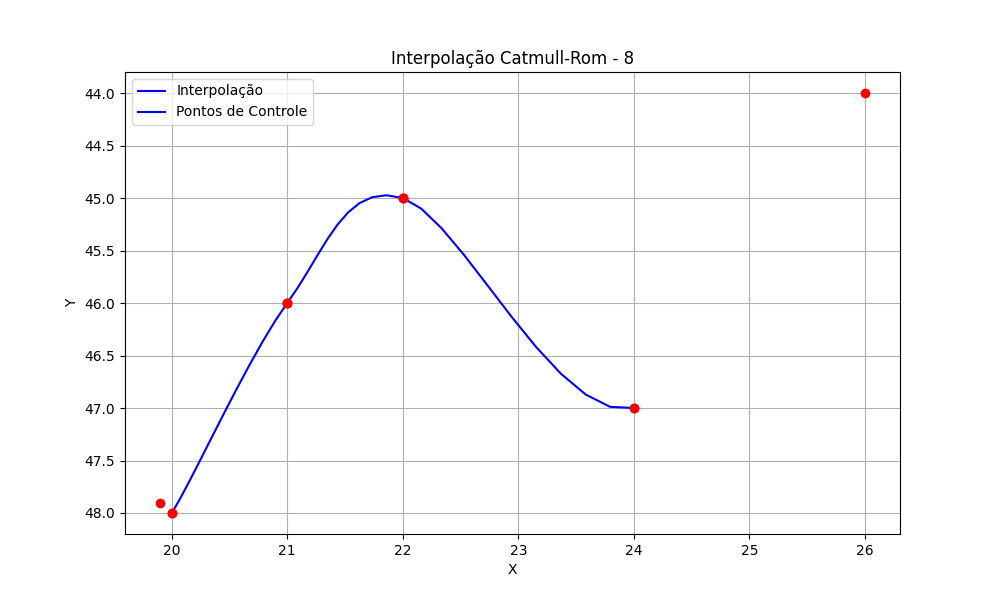 Interpolação Catmull-Rom - 8
Interpolação
Pontos de Controle
44.0
44.5
45.0
45.5
46.0
46.5
47.0
47.5
48.0
Y
20 21 22 23 24 25 26
X